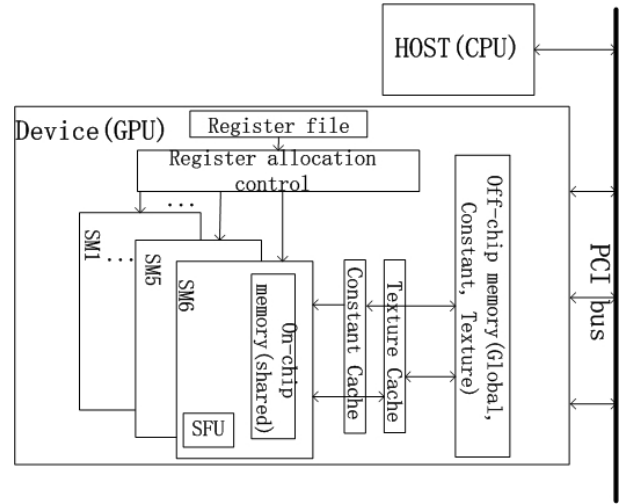 HOST(CPU)
Device(GPU)
Register file
Register allocation
control
...
SM1
...
SM5
SM6
On-chip
memory(shared)
SFU
Constant Cache
Texture Cache
Off-chip memory(Global,
Constant, Texture)
PCI bus